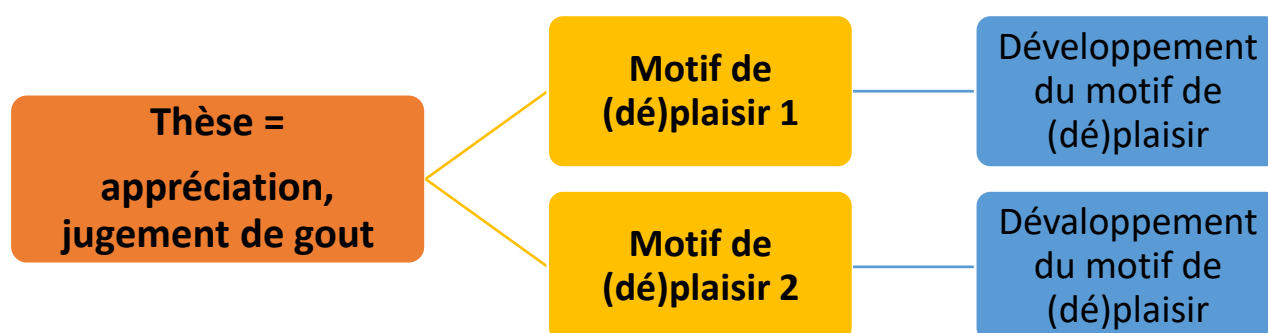 Thèse =
appréciation,
jugement de gout
Motif de
(dé)plaisir 1
Développement
du motif de
(dé)plaisir
Motif de
(dé)plaisir 2
Dévaloppement
du motif de
(dé)plaisir